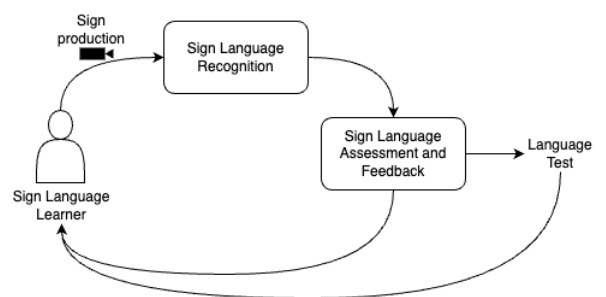 Sign
production
Sign Language
Recognition
Sign Language
Assessment and
Feedback
Language
Test
Sign Language
Learner